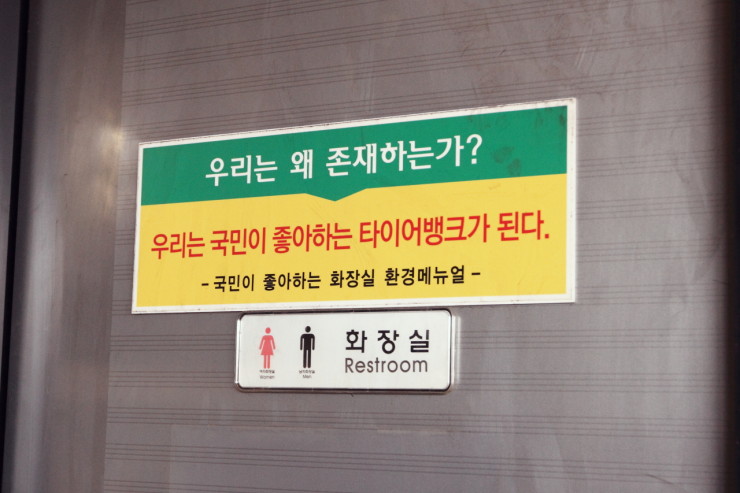 우리는 왜 존재하는가?
우리는 국민이 좋아하는 타이어뱅크가 된다.
- 국민이 좋아하는 화장실 환경메뉴얼 -
화장실
Restroom
Women
Men